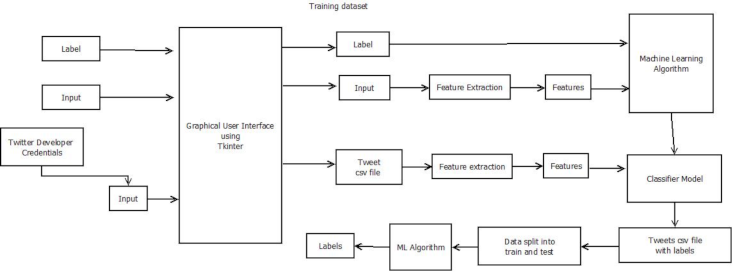 Training dataset
Label
Label
Machine Learning
Algorithm
Input
Input
Feature Extraction
Features
Graphical User Interface
using
Tkinter
Twitter Developer
Credentials
Input
Tweet
csv file
Feature extraction
Features
Classifier Model
Labels
ML Algorithm
Data split into
train and test
Tweets csv file
with labels